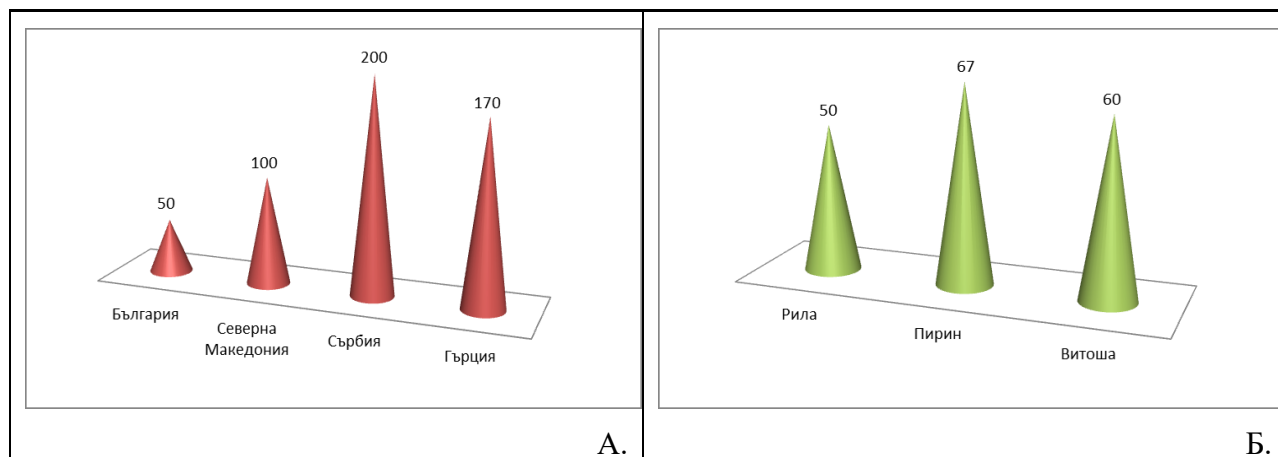 200
170
100
50
България
Северна
Македония
Сърбия
Гърция
А.
67
50
60
Рила
Пирин
Витоша
Б.